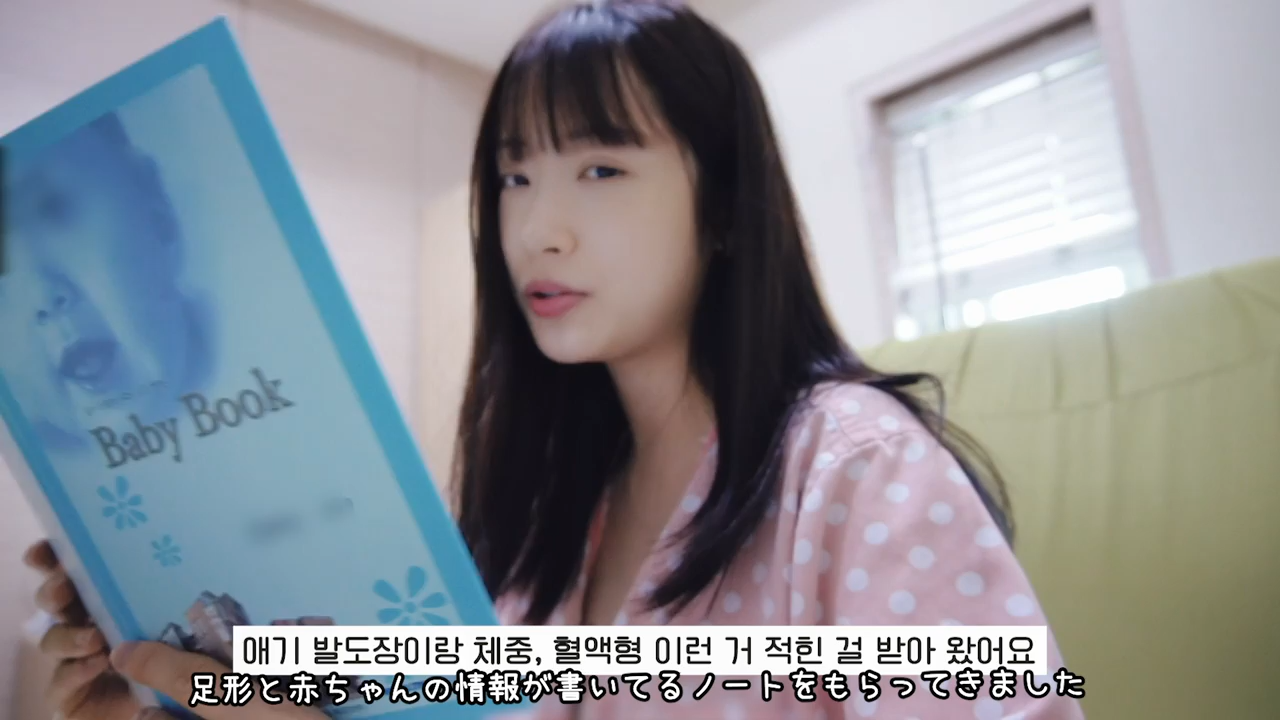 Baby Book
애기 발도장이랑 체중, 혈액형 이런 거 적힌 걸 받아 왔어요
足形と赤ちゃんの情報が書いてるノートをもらってきました